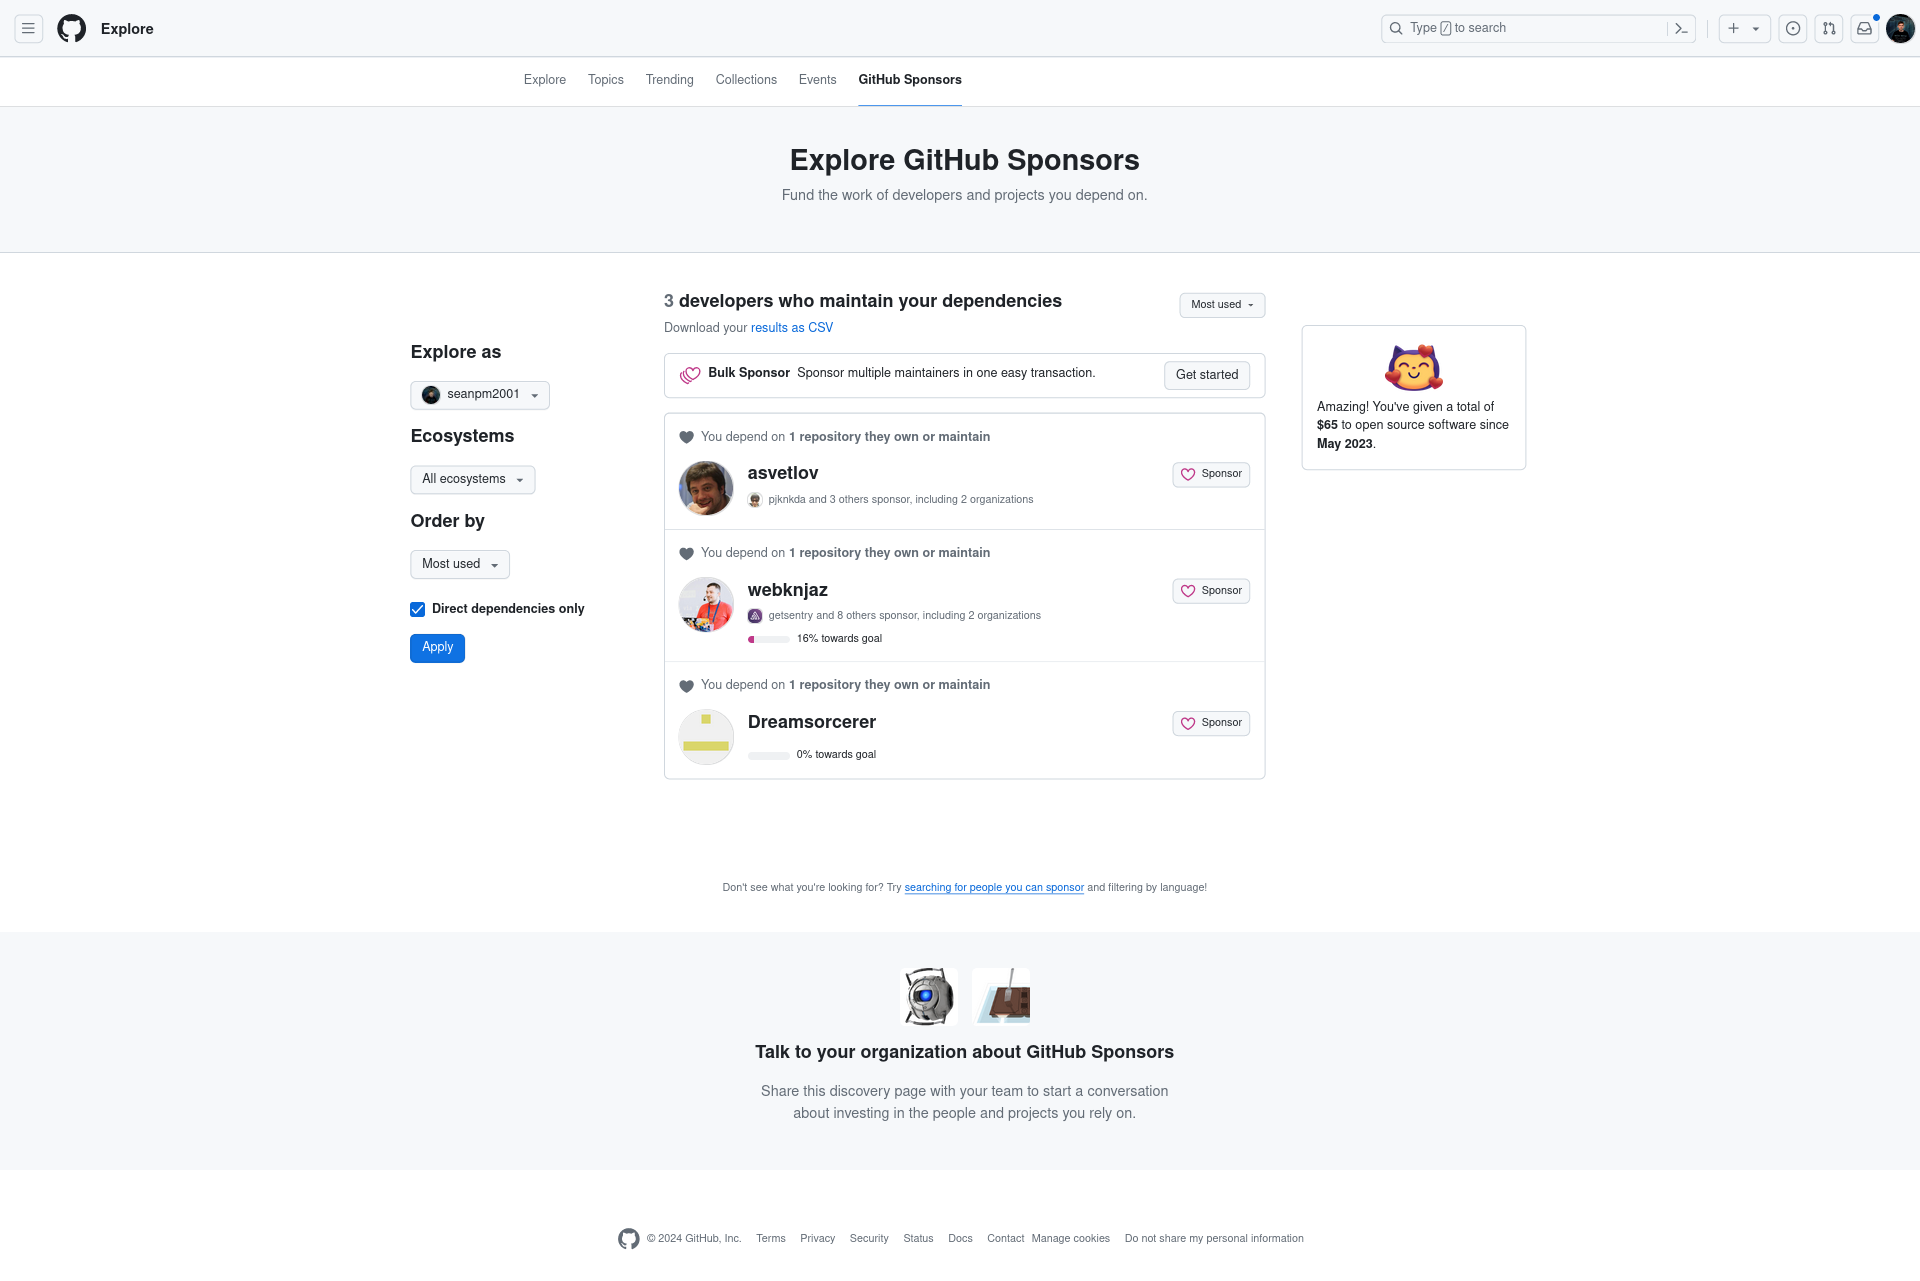 Explore
Type / to search
Explore Topics Trending Collections Events GitHub Sponsors
Explore GitHub Sponsors
Fund the work of developers and projects you depend on.
Explore as
seanpm2001
Ecosystems
All ecosystems
Order by
Most used
Direct dependencies only
Apply
3 developers who maintain your dependencies
Most used
Download your results as CSV
Bulk Sponsor Sponsor multiple maintainers in one easy transaction.
Get started
You depend on 1 repository they own or maintain
asvetlov
Sponsor
pjknkda and 3 others sponsor, including 2 organizations
You depend on 1 repository they own or maintain
webknjaz
Sponsor
getsentry and 8 others sponsor, including 2 organizations
16% towards goal
You depend on 1 repository they own or maintain
Dreamsorcerer
Sponsor
0% towards goal
Amazing! You've given a total of
$65 to open source software since
May 2023.
Don't see what you're looking for? Try searching for people you can sponsor and filtering by language!
Talk to your organization about GitHub Sponsors
Share this discovery page with your team to start a conversation
about investing in the people and projects you rely on.
© 2024 GitHub, Inc. Terms Privacy Security Status Docs Contact Manage cookies Do not share my personal information